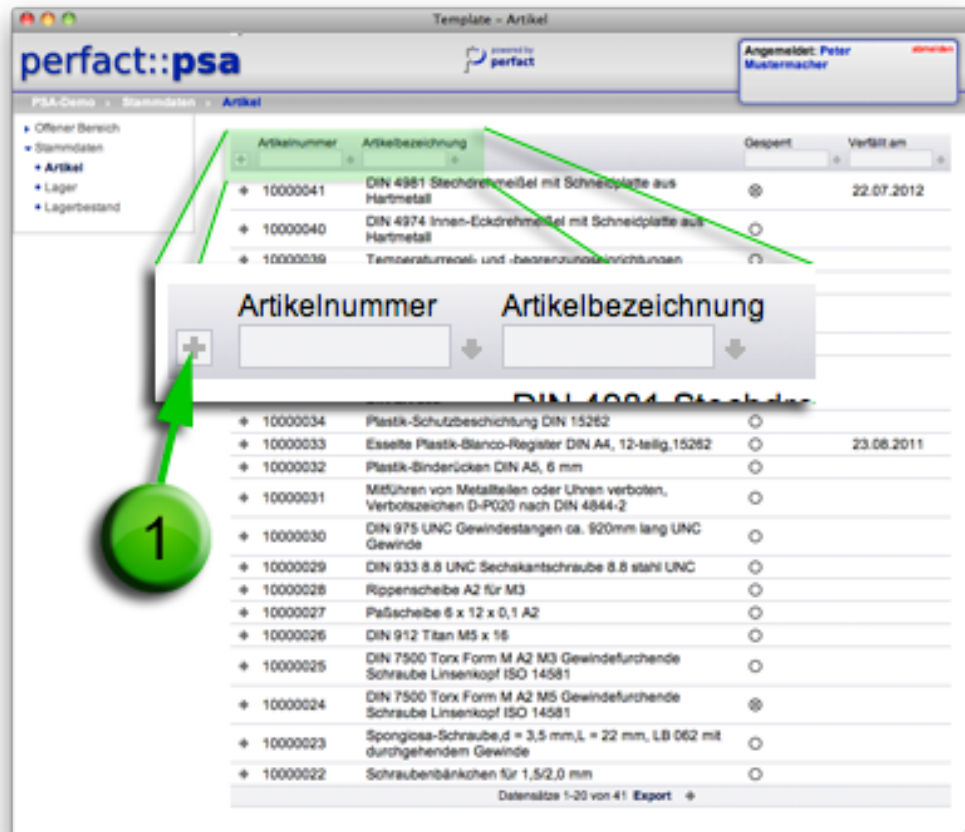 Template – Artikel
perfact::psa
powered by
perfact
Angemeldet: Peter
Mustermacher
abmelden
PSA-Demo › Stammdaten › Artikel
Offener Bereich
Stammdaten
Artikel
Lager
Lagerbestand
Artikelnummer Artikelbezeichnung Gesperrt Verfällt am
10000041 DIN 4981 Stechdrehmeißel mit Schneidplatte aus
Hartmetall 22.07.2012
10000040 DIN 4974 Innen-Eckdrehmeißel mit Schneidplatte aus
Hartmetall
10000039 Temperaturregel- und -begrenzungseinrichtungen
Artikelnummer Artikelbezeichnung
DIN 4981 Stechdre
1
10000034 Plastik-Schutzbeschichtung DIN 15262
10000033 Esselte Plastik-Blanco-Register DIN A4, 12-teilig,15262 23.08.2011
10000032 Plastik-Binderücken DIN A5, 6 mm
10000031 Mitführen von Metallteilen oder Uhren verboten,
Verbotszeichen D-P020 nach DIN 4844-2
10000030 DIN 975 UNC Gewindestangen ca. 920mm lang UNC
Gewinde
10000029 DIN 933 8.8 UNC Sechskantschraube 8.8 stahl UNC
10000028 Rippenscheibe A2 für M3
10000027 Paßscheibe 6 x 12 x 0,1 A2
10000026 DIN 912 Titan M5 x 16
10000025 DIN 7500 Torx Form M A2 M3 Gewindefurchende
Schraube Linsenkopf ISO 14581
10000024 DIN 7500 Torx Form M A2 M5 Gewindefurchende
Schraube Linsenkopf ISO 14581
10000023 Spongiosa-Schraube,d = 3,5 mm,L = 22 mm, LB 062 mit
durchgehendem Gewinde
10000022 Schraubenbänkchen für 1,5/2,0 mm
Datensätze 1-20 von 41 Export